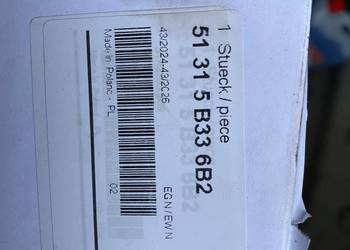 1 Stueck / piece
51 31 5 B33 6B2
43/2024-43/2026
EGN/EWN
Made in Poland - PL
02